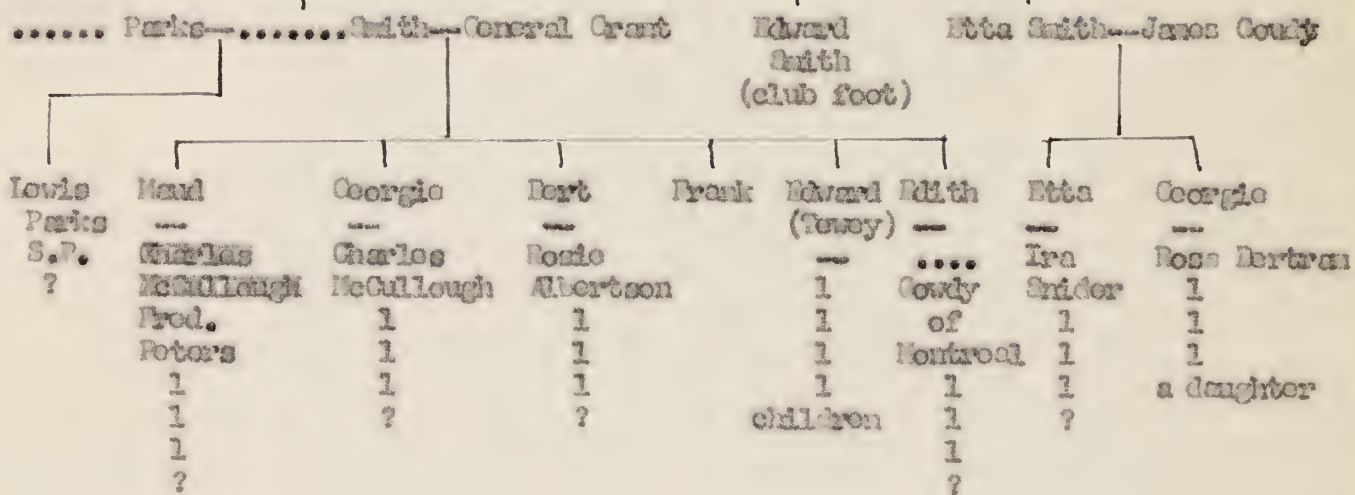 ...... Parks--.......Smith--General Grant Edward Etta Smith--James Goudy
Smith
(club foot)
Lewis Maud Georgie Bert Frank Edward Edith Etta Georgie
Parks -- -- -- (Towey) -- -- --
S.P. Charles Charles Rosie -- .... Ira Ross Bertram
? McCullough McCullough Albertson 1 Gowdy Snider 1
Fred. 1 1 1 of 1 1
Peters 1 1 1 Montreal 1 1
1 1 1 1 1 1 a daughter
1 ? ? children 1 ?
1 1
? ?